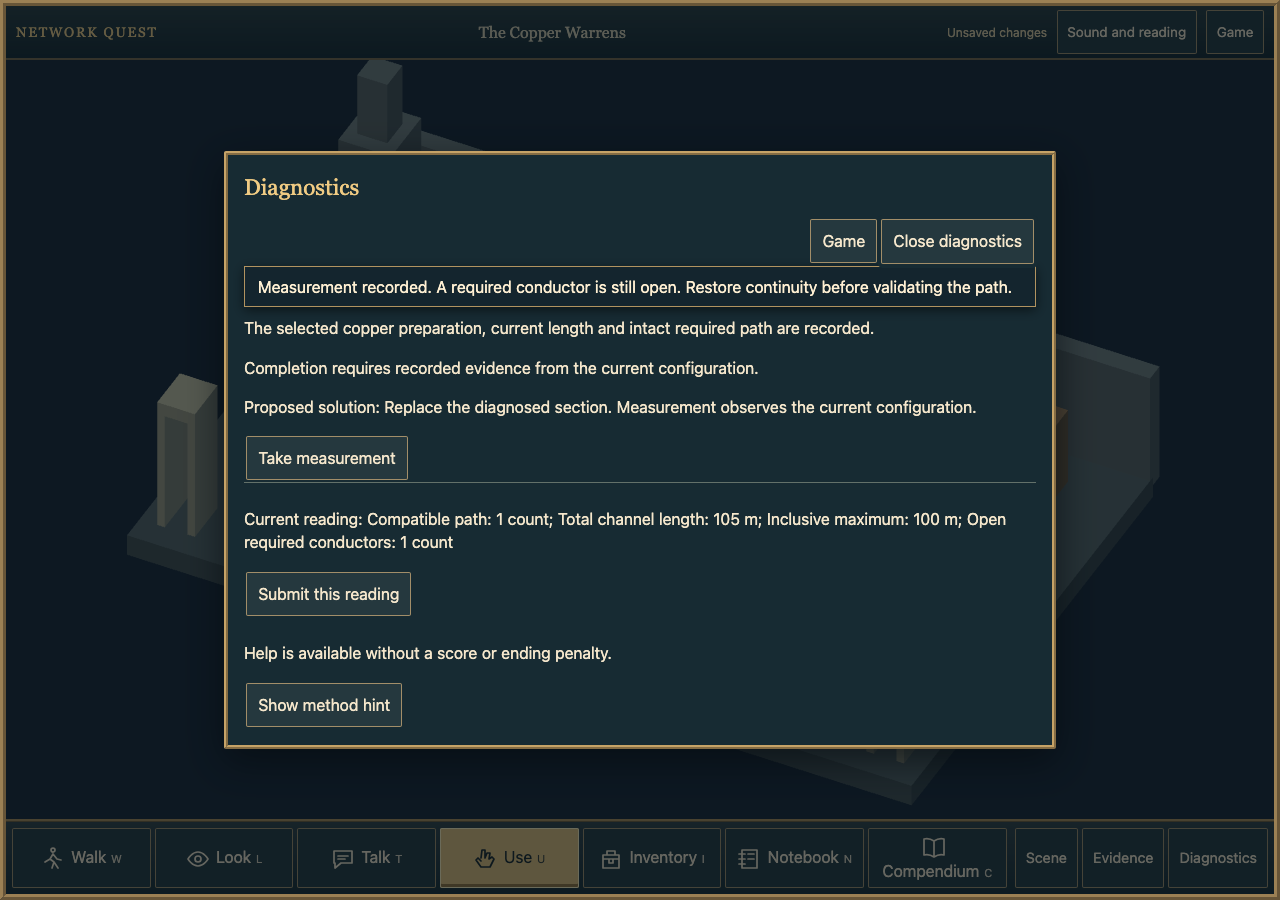 NETWORK QUEST
The Copper Warrens
Unsaved changes
Sound and reading
Game
Diagnostics
Game
Close diagnostics
Measurement recorded. A required conductor is still open. Restore continuity before validating the path.
The selected copper preparation, current length and intact required path are recorded.
Completion requires recorded evidence from the current configuration.
Proposed solution: Replace the diagnosed section. Measurement observes the current configuration.
Take measurement
Current reading: Compatible path: 1 count; Total channel length: 105 m; Inclusive maximum: 100 m; Open
required conductors: 1 count
Submit this reading
Help is available without a score or ending penalty.
Show method hint
Walk W
Look L
Talk T
Use U
Inventory I
Notebook N
Compendium C
Scene
Evidence
Diagnostics